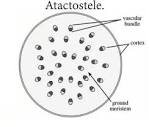 Atactostele.
vascular
bundle
cortex
ground
meristem